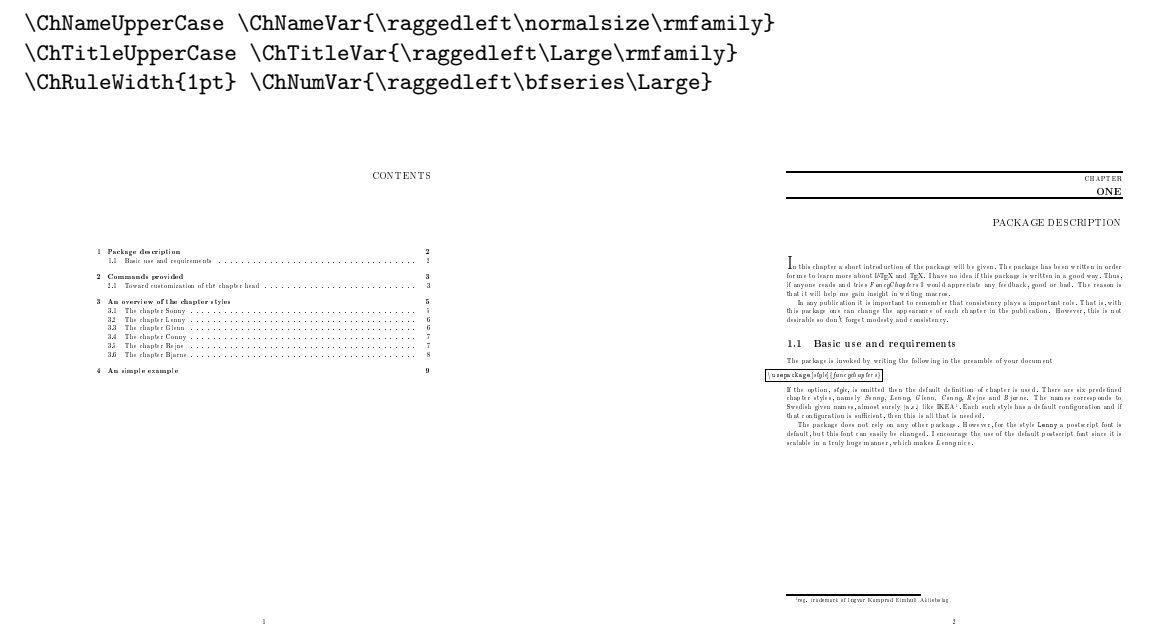 \ChNameUpperCase \ChNameVar{\raggedleft\normalsize\rmfamily}
\ChTitleUpperCase \ChTitleVar{\raggedleft\Large\rmfamily}
\ChRuleWidth{1pt} \ChNumVar{\raggedleft\bfseries\Large}
CONTENTS
1 Package description 2
1.1 Basic use and requirements . . . . . . . . . . . . . . . . . . . . . . . . . . . . . . 2
2 Commands provided 3
2.1 Toward customization of the chapter head . . . . . . . . . . . . . . . . . . . . . . 3
3 An overview of the chapter styles 5
3.1 The chapter Sonny . . . . . . . . . . . . . . . . . . . . . . . . . . . . . . . . . . 5
3.2 The chapter Lenny . . . . . . . . . . . . . . . . . . . . . . . . . . . . . . . . . . 6
3.3 The chapter Glenn . . . . . . . . . . . . . . . . . . . . . . . . . . . . . . . . . . 6
3.4 The chapter Conny . . . . . . . . . . . . . . . . . . . . . . . . . . . . . . . . . . 7
3.5 The chapter Rejne . . . . . . . . . . . . . . . . . . . . . . . . . . . . . . . . . . 7
3.6 The chapter Bjarne . . . . . . . . . . . . . . . . . . . . . . . . . . . . . . . . . . 8
4 An simple example 9
1
CHAPTER
ONE
PACKAGE DESCRIPTION
In this chapter a short introduction of the package will be given. The package has been written in order
for me to learn more about LaTeX and TeX. I have no idea if this package is written in a good way. Thus,
if anyone reads and tries FancyChapters I would appreciate any feedback, good or bad. The reason is
that it will help me gain insight in writing macros.
In any publication it is important to remember that consistency plays a important role. That is, with
this package one can change the appearance of each chapter in the publication. However, this is not
desirable so don't forget modesty and consistency.
1.1 Basic use and requirements
The package is invoked by writing the following in the preamble of your document
\usepackage[style]{fancychapters}
If the option, style, is omitted then the default definition of chapter is used. There are six predefined
chapter styles, namely Sonny, Lenny, Glenn, Conny, Rejne and Bjarne. The names corresponds to
Swedish given names, almost surely [a.s.] like IKEA¹. Each such style has a default configuration and if
that configuration is sufficient, then this is all that is needed.
The package does not rely on any other package. However, for the style Lenny a postscript font is
default, but this font can easily be changed. I encourage the use of the default postscript font since it is
scalable in a truly huge manner, which makes Lenny nice.
¹reg. trademark of Ingvar Kamprad Elmhult Aktiebolag
2